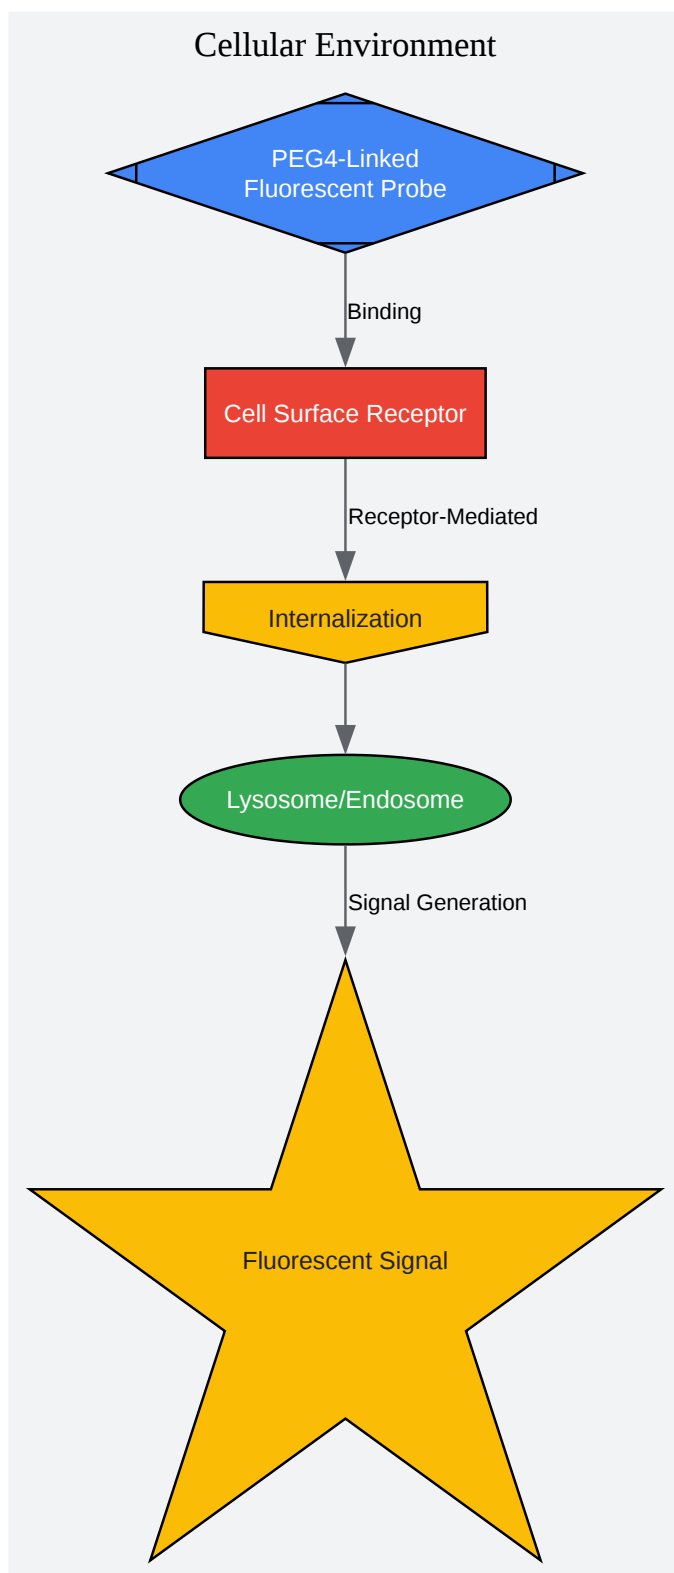 Cellular Environment
PEG4-Linked
Fluorescent Probe
Binding
Cell Surface Receptor
Receptor-Mediated
Internalization
Lysosome/Endosome
Signal Generation
Fluorescent Signal